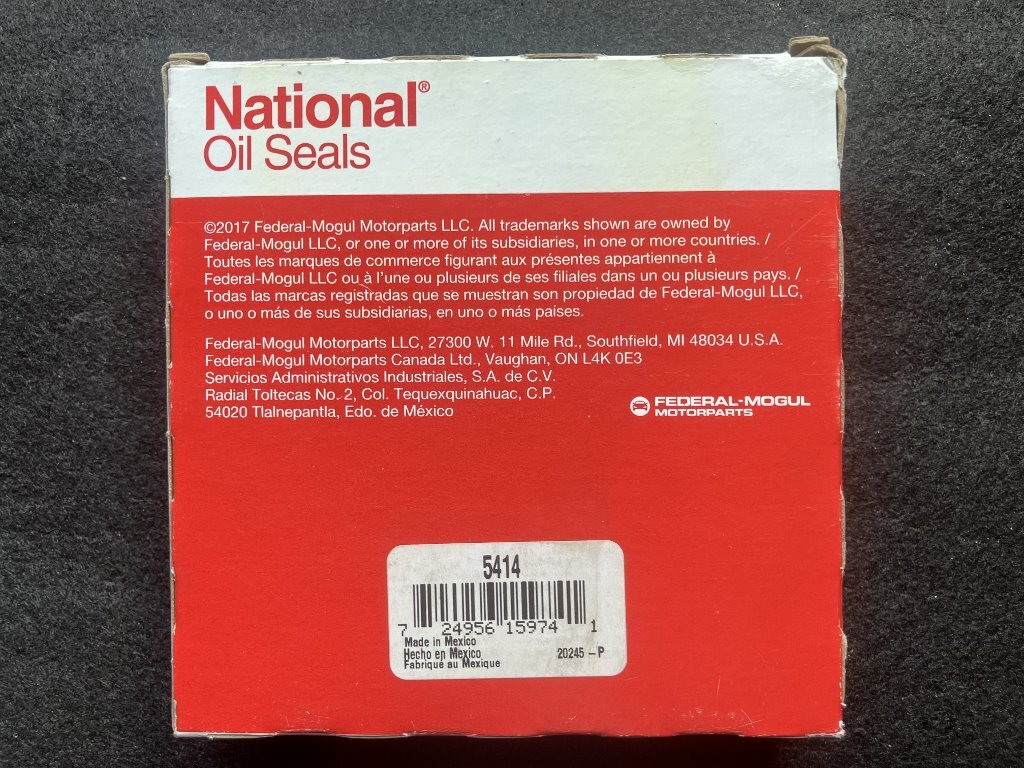 National®
Oil Seals
©2017 Federal-Mogul Motorparts LLC. All trademarks shown are owned by
Federal-Mogul LLC, or one or more of its subsidiaries, in one or more countries. /
Toutes les marques de commerce figurant aux présentes appartiennent à
Federal-Mogul LLC ou à l'une ou plusieurs de ses filiales dans un ou plusieurs pays. /
Todas las marcas registradas que se muestran son propiedad de Federal-Mogul LLC,
o uno o más de sus subsidiarias, en uno o más países.
Federal-Mogul Motorparts LLC, 27300 W. 11 Mile Rd., Southfield, MI 48034 U.S.A.
Federal-Mogul Motorparts Canada Ltd., Vaughan, ON L4K 0E3
Servicios Administrativos Industriales, S.A. de C.V.
Radial Toltecas No. 2, Col. Tequexquinahuac, C.P.
54020 Tlalnepantla, Edo. de México
FEDERAL-MOGUL
MOTORPARTS
5414
7 24956 15974 1
Made in Mexico
Hecho en Mexico 20245 -P
Fabriqué au Mexique